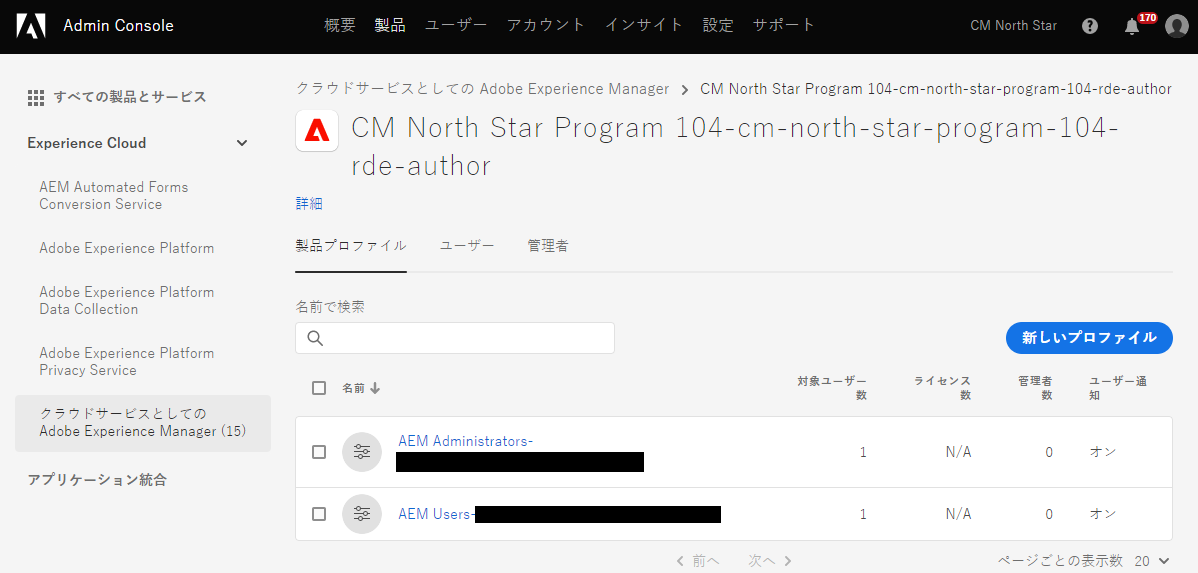 Admin Console
概要 製品 ユーザー アカウント インサイト 設定 サポート
CM North Star
170
すべての製品とサービス
Experience Cloud
AEM Automated Forms
Conversion Service
Adobe Experience Platform
Adobe Experience Platform
Data Collection
Adobe Experience Platform
Privacy Service
クラウドサービスとしての
Adobe Experience Manager (15)
アプリケーション統合
クラウドサービスとしての Adobe Experience Manager > CM North Star Program 104-cm-north-star-program-104-rde-author
CM North Star Program 104-cm-north-star-program-104-
rde-author
詳細
製品プロファイル ユーザー 管理者
名前で検索
新しいプロファイル
名前 ↓ 対象ユーザー数 ライセンス数 管理者数 ユーザー通知
AEM Administrators-
1 N/A 0 オン
AEM Users- 1 N/A 0 オン
< 前へ 次へ >
ページごとの表示数 20